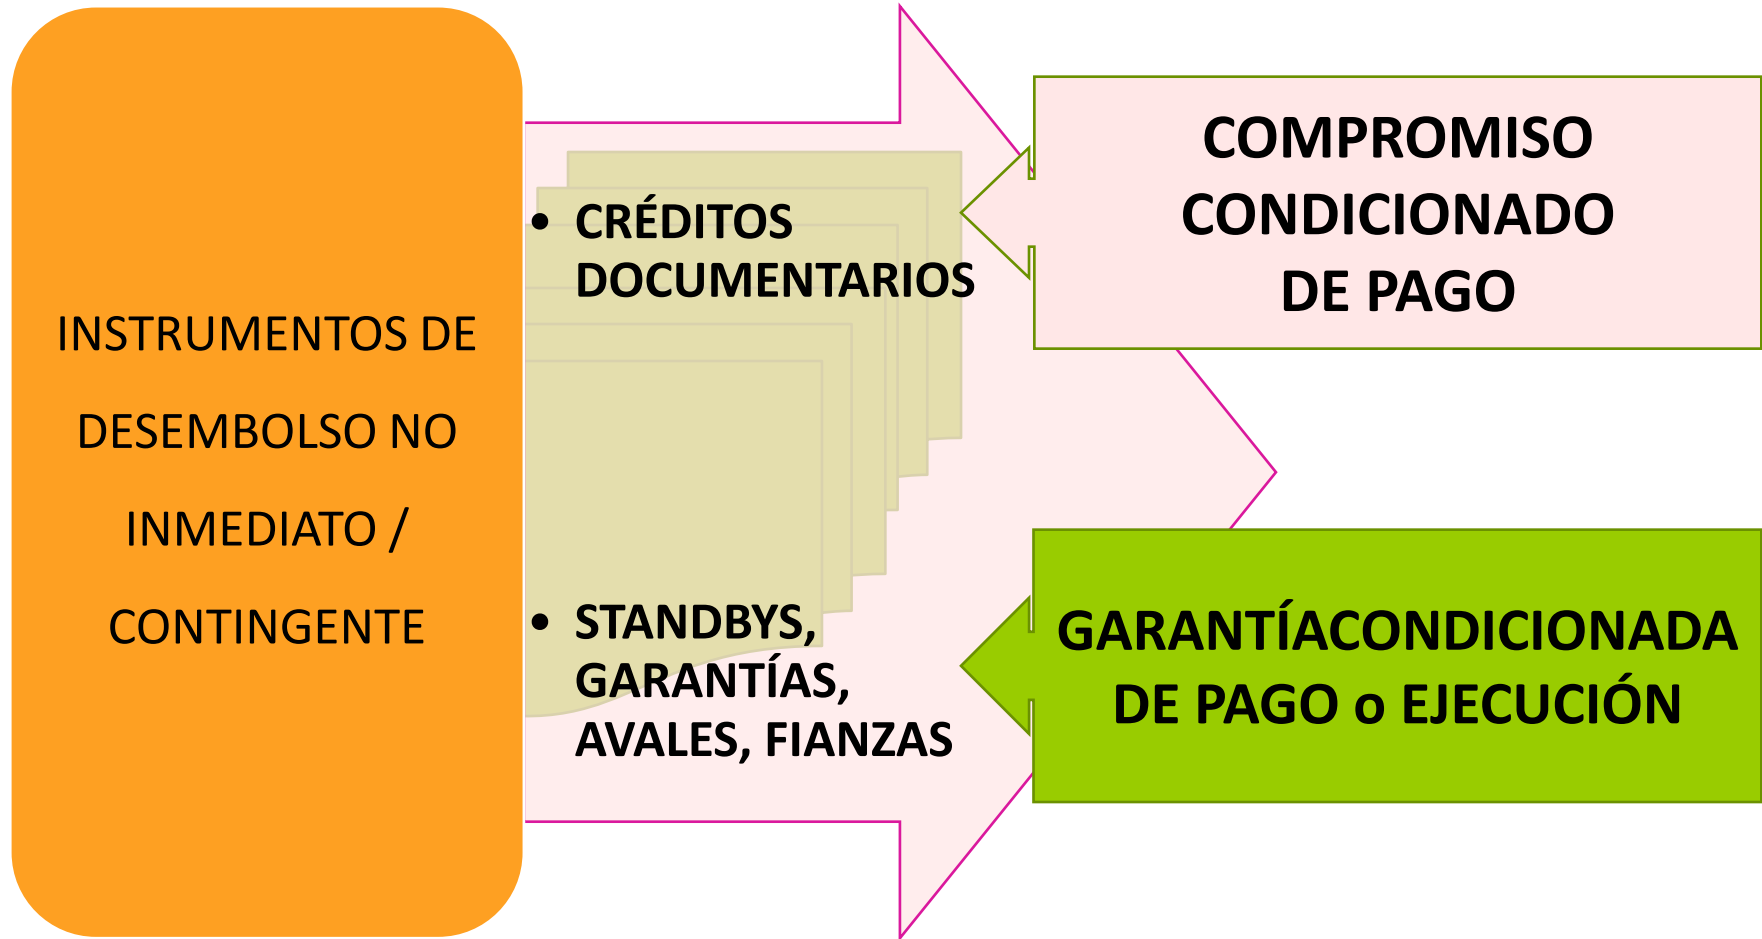 INSTRUMENTOS DE
DESEMBOLSO NO
INMEDIATO /
CONTINGENTE
• CRÉDITOS
DOCUMENTARIOS
• STANDBYS,
GARANTÍAS,
AVALES, FIANZAS
COMPROMISO
CONDICIONADO
DE PAGO
GARANTÍACONDICIONADA
DE PAGO o EJECUCIÓN